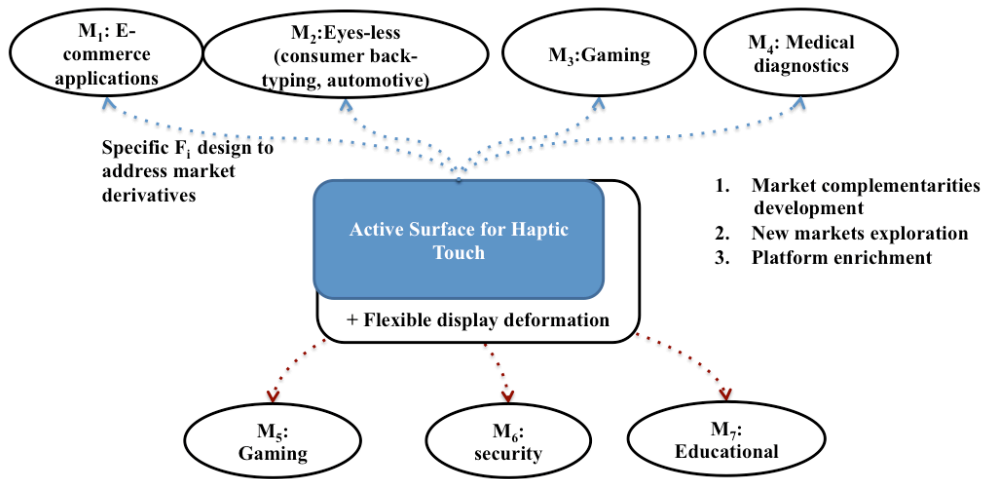 M₁: E-
commerce
applications
M₂:Eyes-less
(consumer back-
typing, automotive)
M₃:Gaming
M₄: Medical
diagnostics
Specific Fᵢ design to
address market
derivatives
Active Surface for Haptic
Touch
+ Flexible display deformation
1. Market complementarities
development
2. New markets exploration
3. Platform enrichment
M₅:
Gaming
M₆:
security
M₇:
Educational